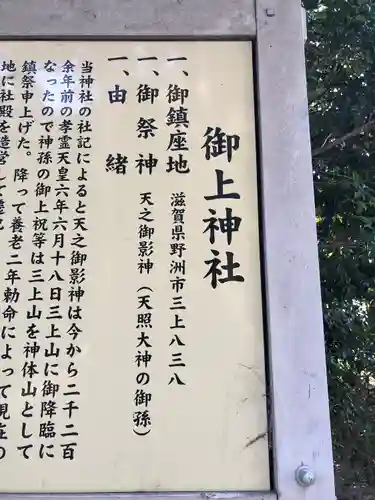 御上神社
一、御鎮座地 滋賀県野洲市三上八三八
一、御祭神 天之御影神（天照大神の御孫）
一、由緒
当神社の社記によると天之御影神は今から二千二百
余年前の孝霊天皇六年六月十八日三上山に御降臨に
なったので神孫の御上祝等は三上山を神体山として
鎮祭申上げた。降って養老二年勅命によって現在の
地に社殿を造営して